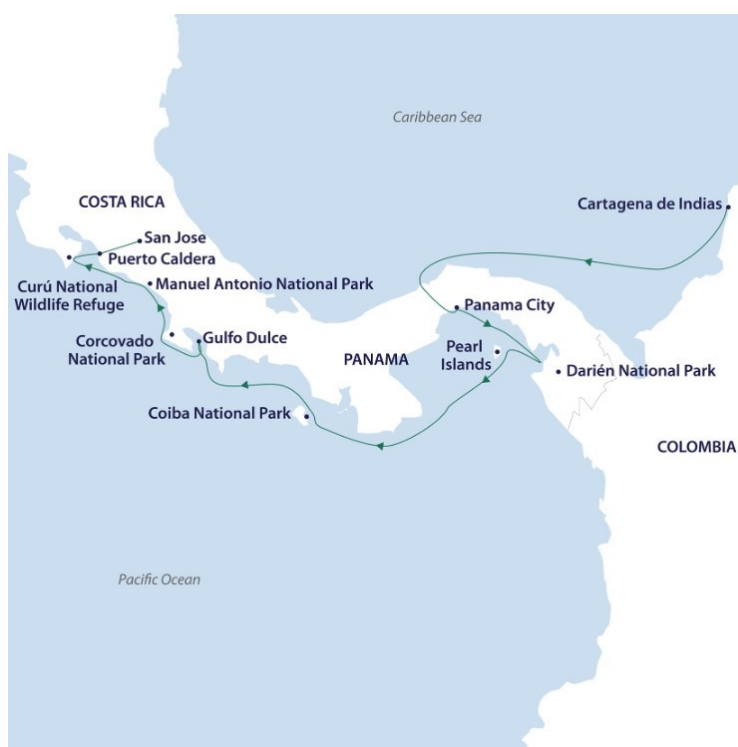 Caribbean Sea
COSTA RICA
Cartagena de Indias
San Jose
Puerto Caldera
Curú National
Wildlife Refuge
Manuel Antonio National Park
Panama City
Corcovado
National Park
Gulfo Dulce
PANAMA
Pearl
Islands
Darién National Park
Coiba National Park
COLOMBIA
Pacific Ocean